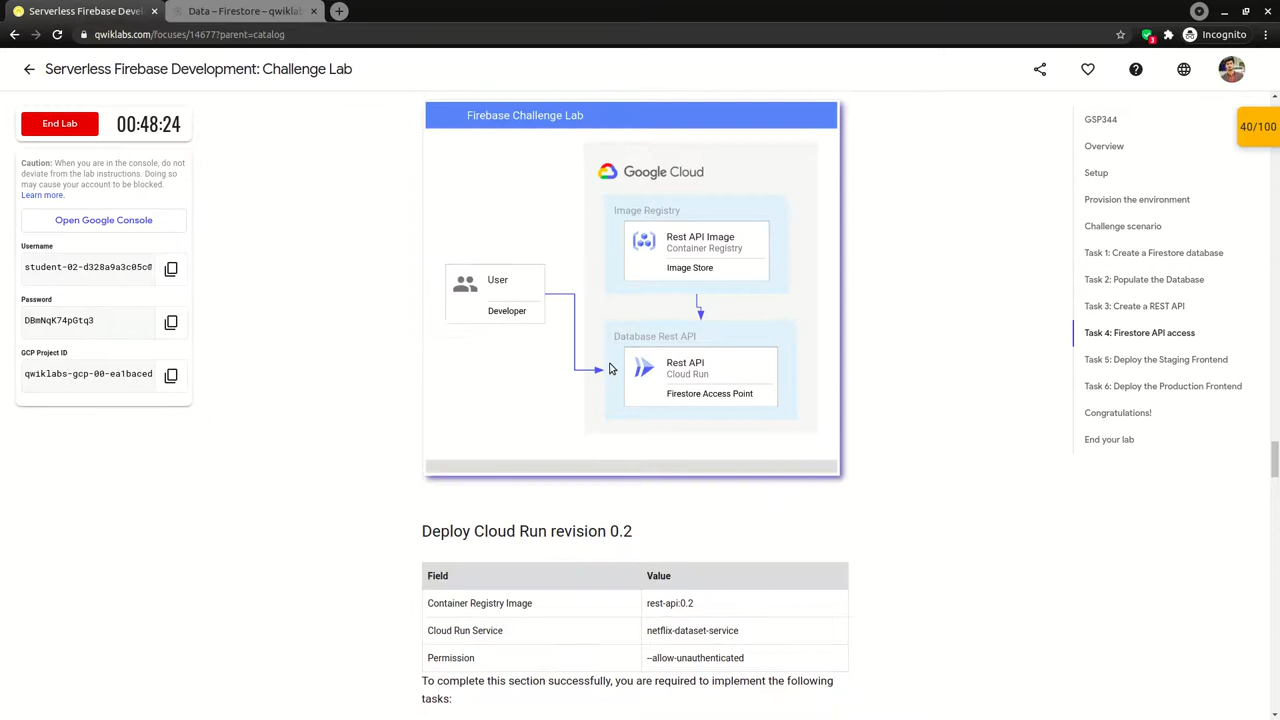 Serverless Firebase Develop
Data – Firestore – qwikla
qwiklabs.com/focuses/14677?parent=catalog
3
Incognito
Serverless Firebase Development: Challenge Lab
End Lab
00:48:24
Caution: When you are in the console, do not
deviate from the lab instructions. Doing so
may cause your account to be blocked.
Learn more.
Open Google Console
Username
student-02-d328a9a3c05c@
Password
DBmNqK74pGtq3
GCP Project ID
qwiklabs-gcp-00-ea1baced
Firebase Challenge Lab
Google Cloud
Image Registry
Rest API Image
Container Registry
Image Store
User
Developer
Database Rest API
Rest API
Cloud Run
Firestore Access Point
Deploy Cloud Run revision 0.2
Field Value
Container Registry Image rest-api:0.2
Cloud Run Service netflix-dataset-service
Permission --allow-unauthenticated
To complete this section successfully, you are required to implement the following
tasks:
GSP344
Overview
Setup
Provision the environment
Challenge scenario
Task 1: Create a Firestore database
Task 2: Populate the Database
Task 3: Create a REST API
Task 4: Firestore API access
Task 5: Deploy the Staging Frontend
Task 6: Deploy the Production Frontend
Congratulations!
End your lab
40/100